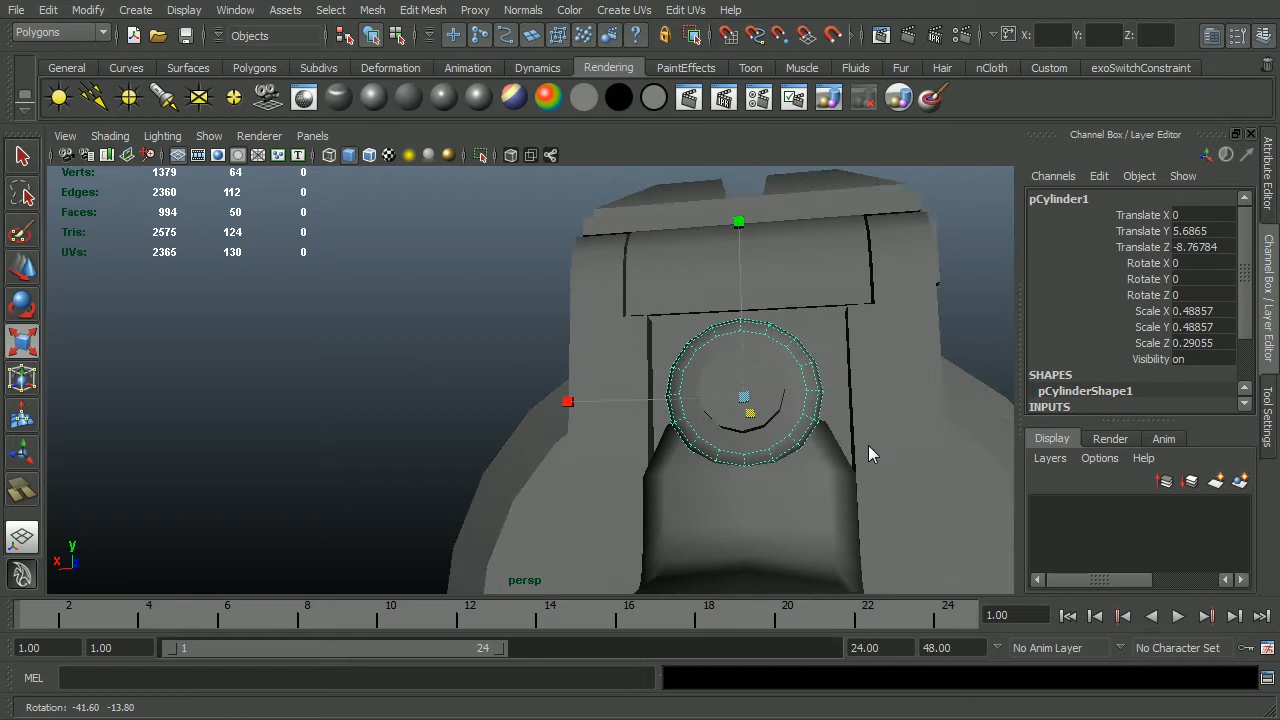 File Edit Modify Create Display Window Assets Select Mesh Edit Mesh Proxy Normals Color Create UVs Edit UVs Help
Polygons Objects X: Y: Z:
General Curves Surfaces Polygons Subdivs Deformation Animation Dynamics Rendering PaintEffects Toon Muscle Fluids Fur Hair nCloth Custom exoSwitchConstraint
View Shading Lighting Show Renderer Panels
Channel Box / Layer Editor
Verts: 1379 64 0
Edges: 2360 112 0
Faces: 994 50 0
Tris: 2575 124 0
UVs: 2365 130 0
Channels Edit Object Show
pCylinder1
Translate X 0
Translate Y 5.6865
Translate Z -8.76784
Rotate X 0
Rotate Y 0
Rotate Z 0
Scale X 0.48857
Scale Y 0.48857
Scale Z 0.29055
Visibility on
SHAPES
pCylinderShape1
INPUTS
Display Render Anim
Layers Options Help
Attribute Editor
Channel Box / Layer Editor
Tool Settings
y
x
persp
2 4 6 8 10 12 14 16 18 20 22 24
1.00
1.00 1.00 1 24 24.00 48.00 No Anim Layer No Character Set
MEL
Rotation: -41.60 -13.80